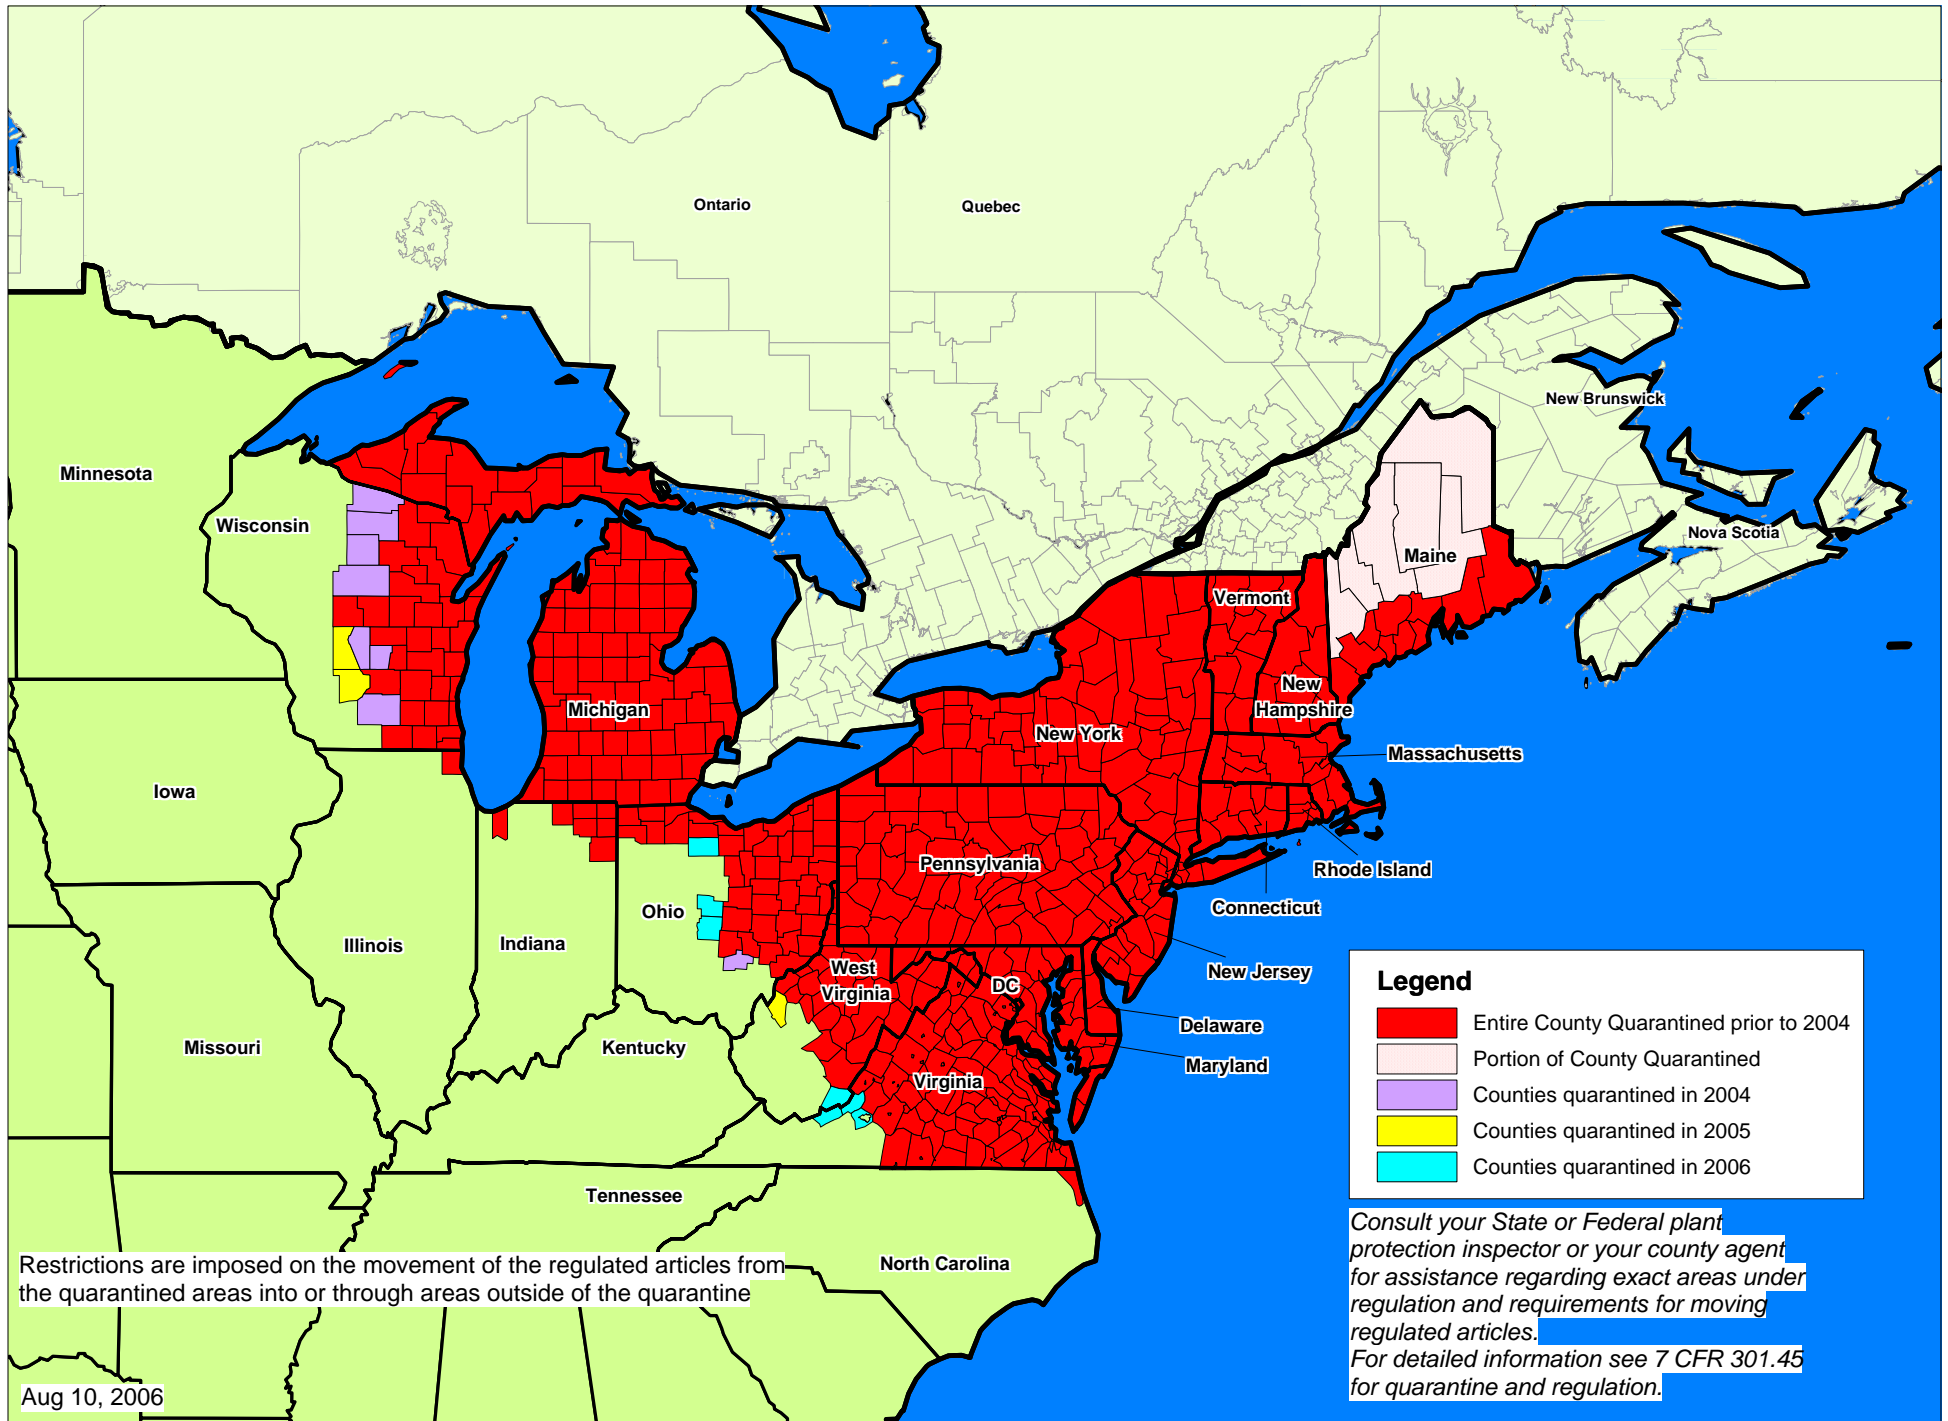 Ontario
Quebec
New Brunswick
Minnesota
Wisconsin
Nova Scotia
Maine
Vermont
New
Hampshire
Michigan
New York
Massachusetts
Iowa
Pennsylvania
Rhode Island
Connecticut
Ohio
Illinois
Indiana
West
Virginia
DC
New Jersey
Delaware
Missouri
Kentucky
Maryland
Virginia
Tennessee
North Carolina
Legend
Entire County Quarantined prior to 2004
Portion of County Quarantined
Counties quarantined in 2004
Counties quarantined in 2005
Counties quarantined in 2006
Consult your State or Federal plant
protection inspector or your county agent
for assistance regarding exact areas under
regulation and requirements for moving
regulated articles.
For detailed information see 7 CFR 301.45
for quarantine and regulation.
Restrictions are imposed on the movement of the regulated articles from
the quarantined areas into or through areas outside of the quarantine
Aug 10, 2006